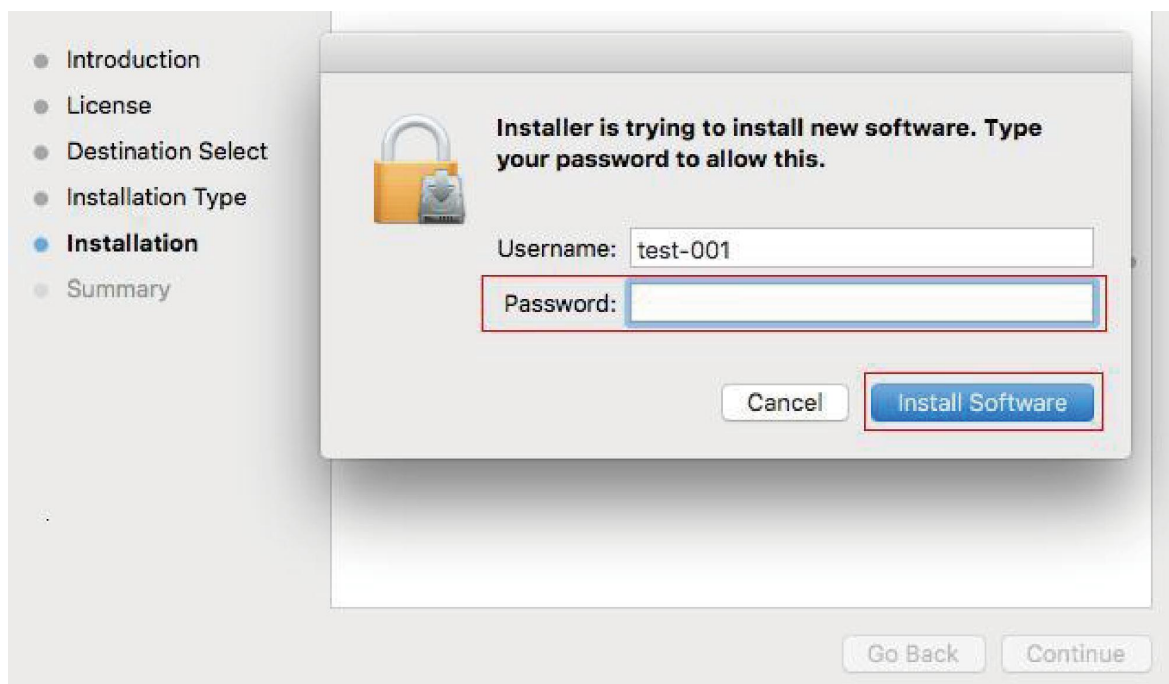 Introduction
License
Destination Select
Installation Type
Installation
Summary
Installer is trying to install new software. Type
your password to allow this.
Username: test-001
Password:
Cancel Install Software
Go Back Continue